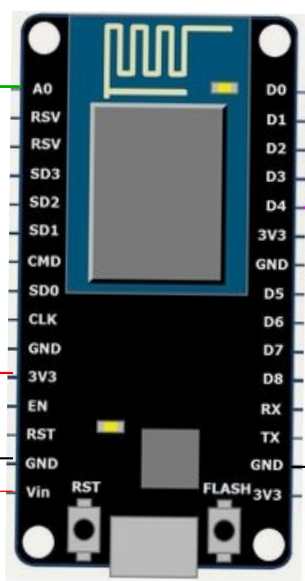 A0 D0
RSV D1
RSV D2
SD3 D3
SD2 D4
SD1 3V3
CMD GND
SD0 D5
CLK D6
GND D7
3V3 D8
EN RX
RST TX
GND GND
Vin RST FLASH 3V3